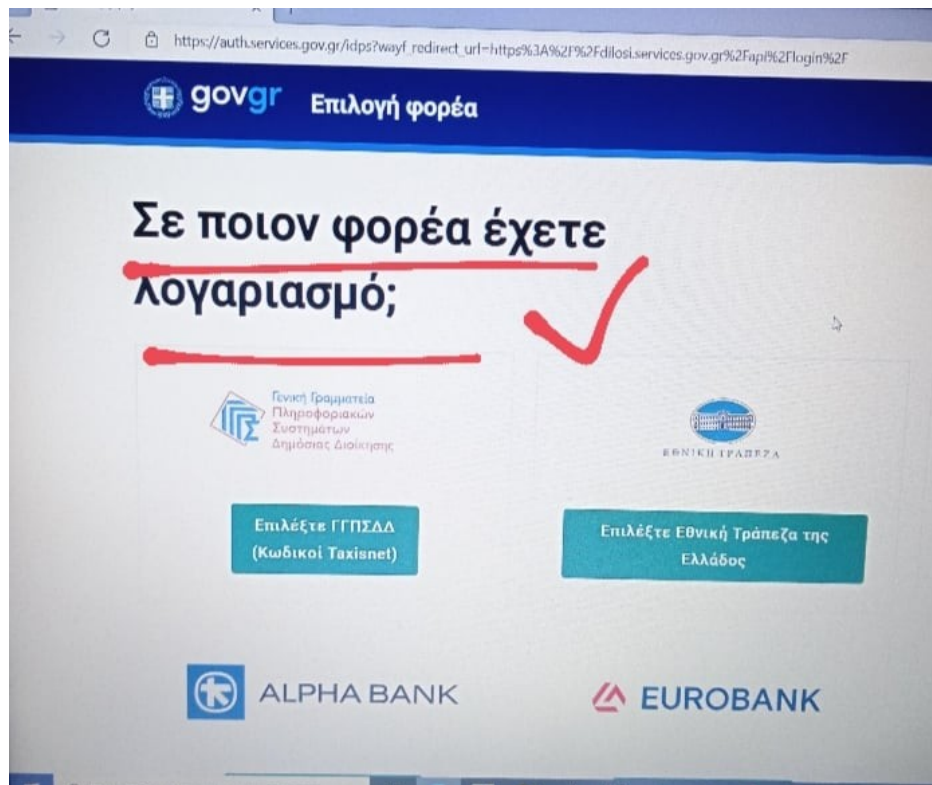 https://auth.services.gov.gr/idps?wayf_redirect_url=https%3A%2F%2Fdilosi.services.gov.gr%2Fapi%2Flogin%2F
govgr Επιλογή φορέα
Σε ποιον φορέα έχετε
λογαριασμό;
Γενική Γραμματεία
Πληροφοριακών
Συστημάτων
Δημόσιας Διοίκησης
ΕΘΝΙΚΗ ΤΡΑΠΕΖΑ
Επιλέξτε ΓΓΠΣΔΔ
(Κωδικοί Taxisnet)
Επιλέξτε Εθνική Τράπεζα της
Ελλάδος
ALPHA BANK
EUROBANK